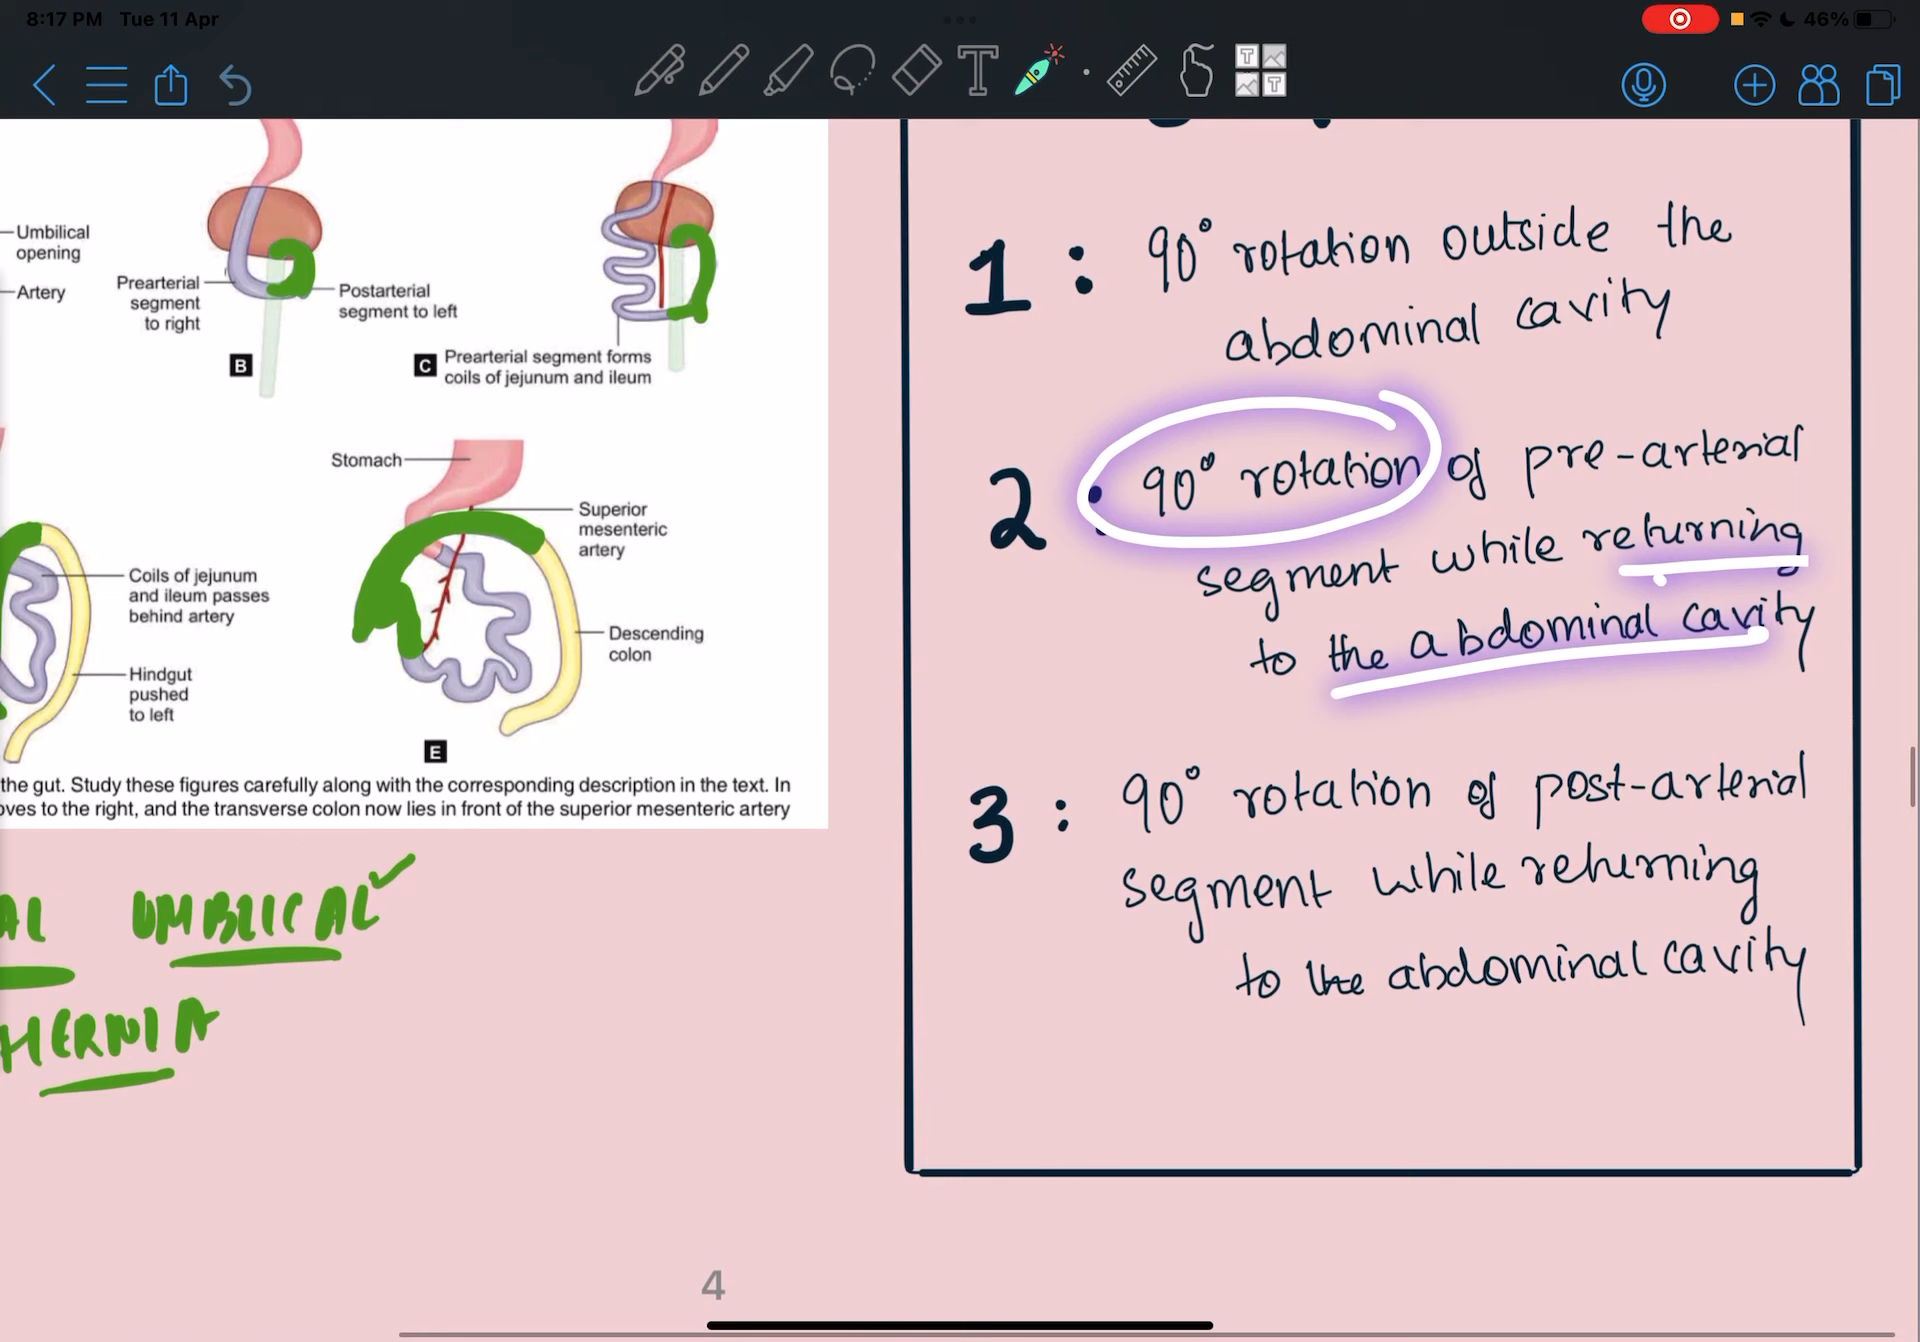 8:17 PM Tue 11 Apr
46%
Umbilical
opening
Artery
Prearterial
segment
to right
Postarterial
segment to left
B
C
Prearterial segment forms
coils of jejunum and ileum
Stomach
Superior
mesenteric
artery
Coils of jejunum
and ileum passes
behind artery
Descending
colon
Hindgut
pushed
to left
E
the gut. Study these figures carefully along with the corresponding description in the text. In
oves to the right, and the transverse colon now lies in front of the superior mesenteric artery
AL UMBLICAL
HERNIA
1 : 90° rotation outside the
abdominal cavity
2 : 90° rotation of pre-arterial
segment while returning
to the abdominal cavity
3 : 90° rotation of post-arterial
segment while returning
to the abdominal cavity
4